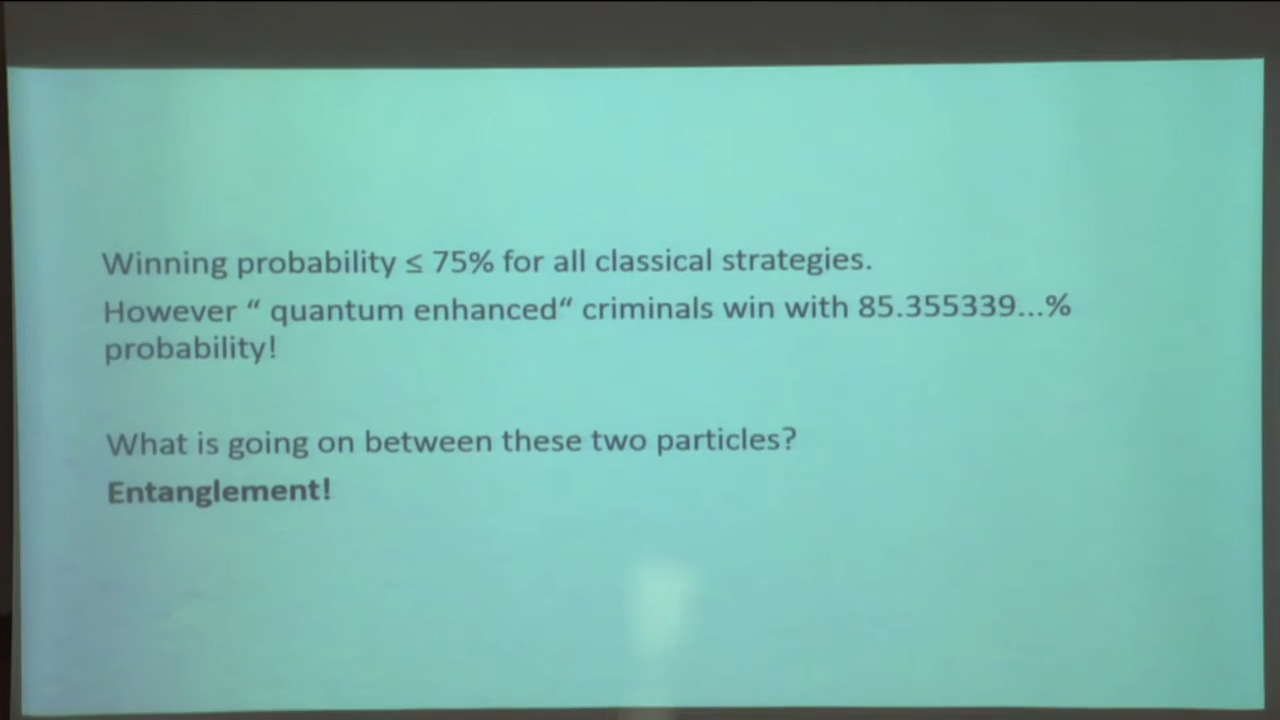 Winning probability ≤ 75% for all classical strategies.
However “ quantum enhanced“ criminals win with 85.355339...%
probability!
What is going on between these two particles?
Entanglement!